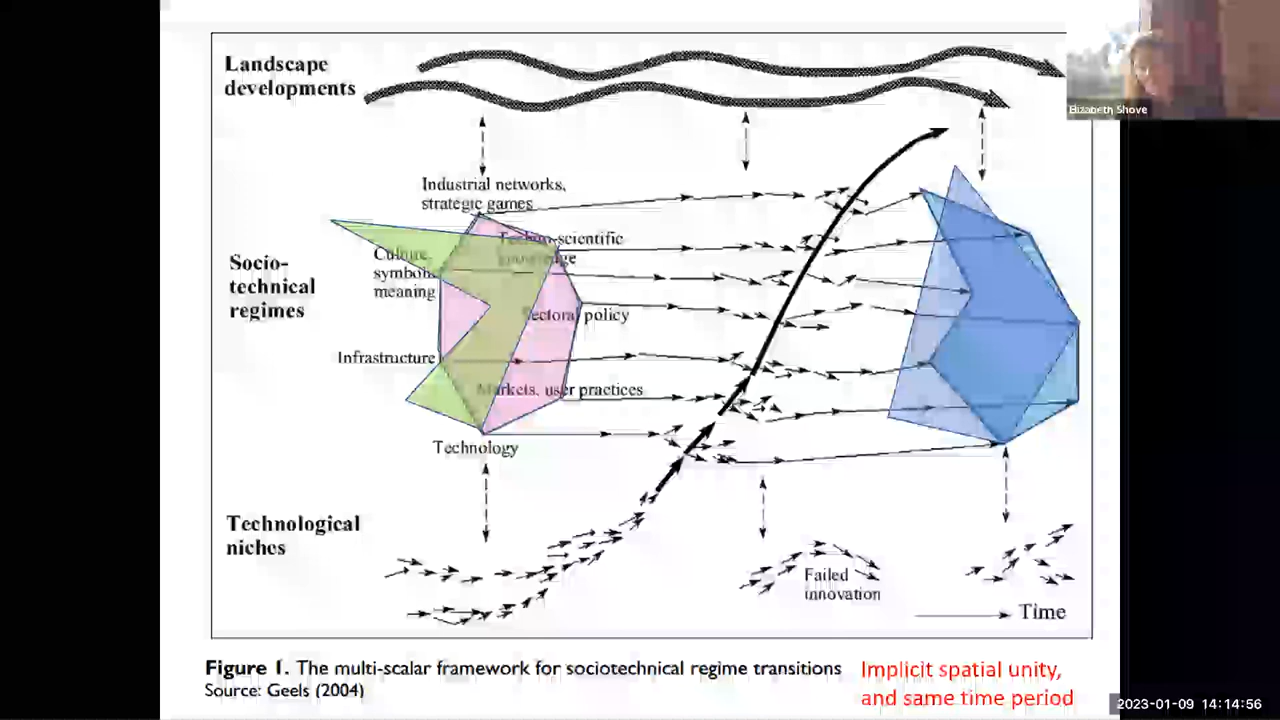 Landscape
developments
Elizabeth Shove
Industrial networks,
strategic games
Techno-scientific
knowledge
Culture,
symbolic
meaning
Socio-
technical
regimes
Sectoral policy
Infrastructure
Markets, user practices
Technology
Technological
niches
Failed
innovation
Time
Figure 1. The multi-scalar framework for sociotechnical regime transitions
Source: Geels (2004)
Implicit spatial unity,
and same time period
2023-01-09 14:14:56